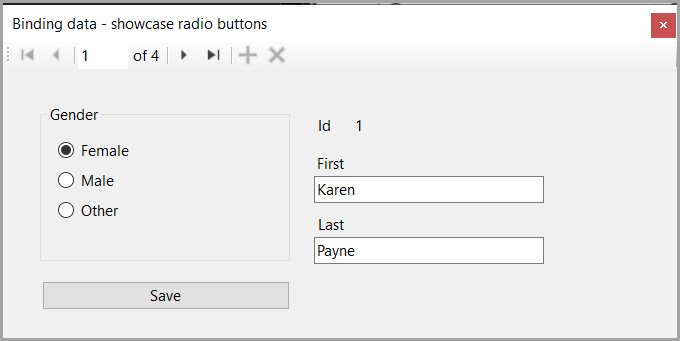 Binding data - showcase radio buttons
1 of 4
Gender
Female
Male
Other
Save
Id 1
First
Karen
Last
Payne